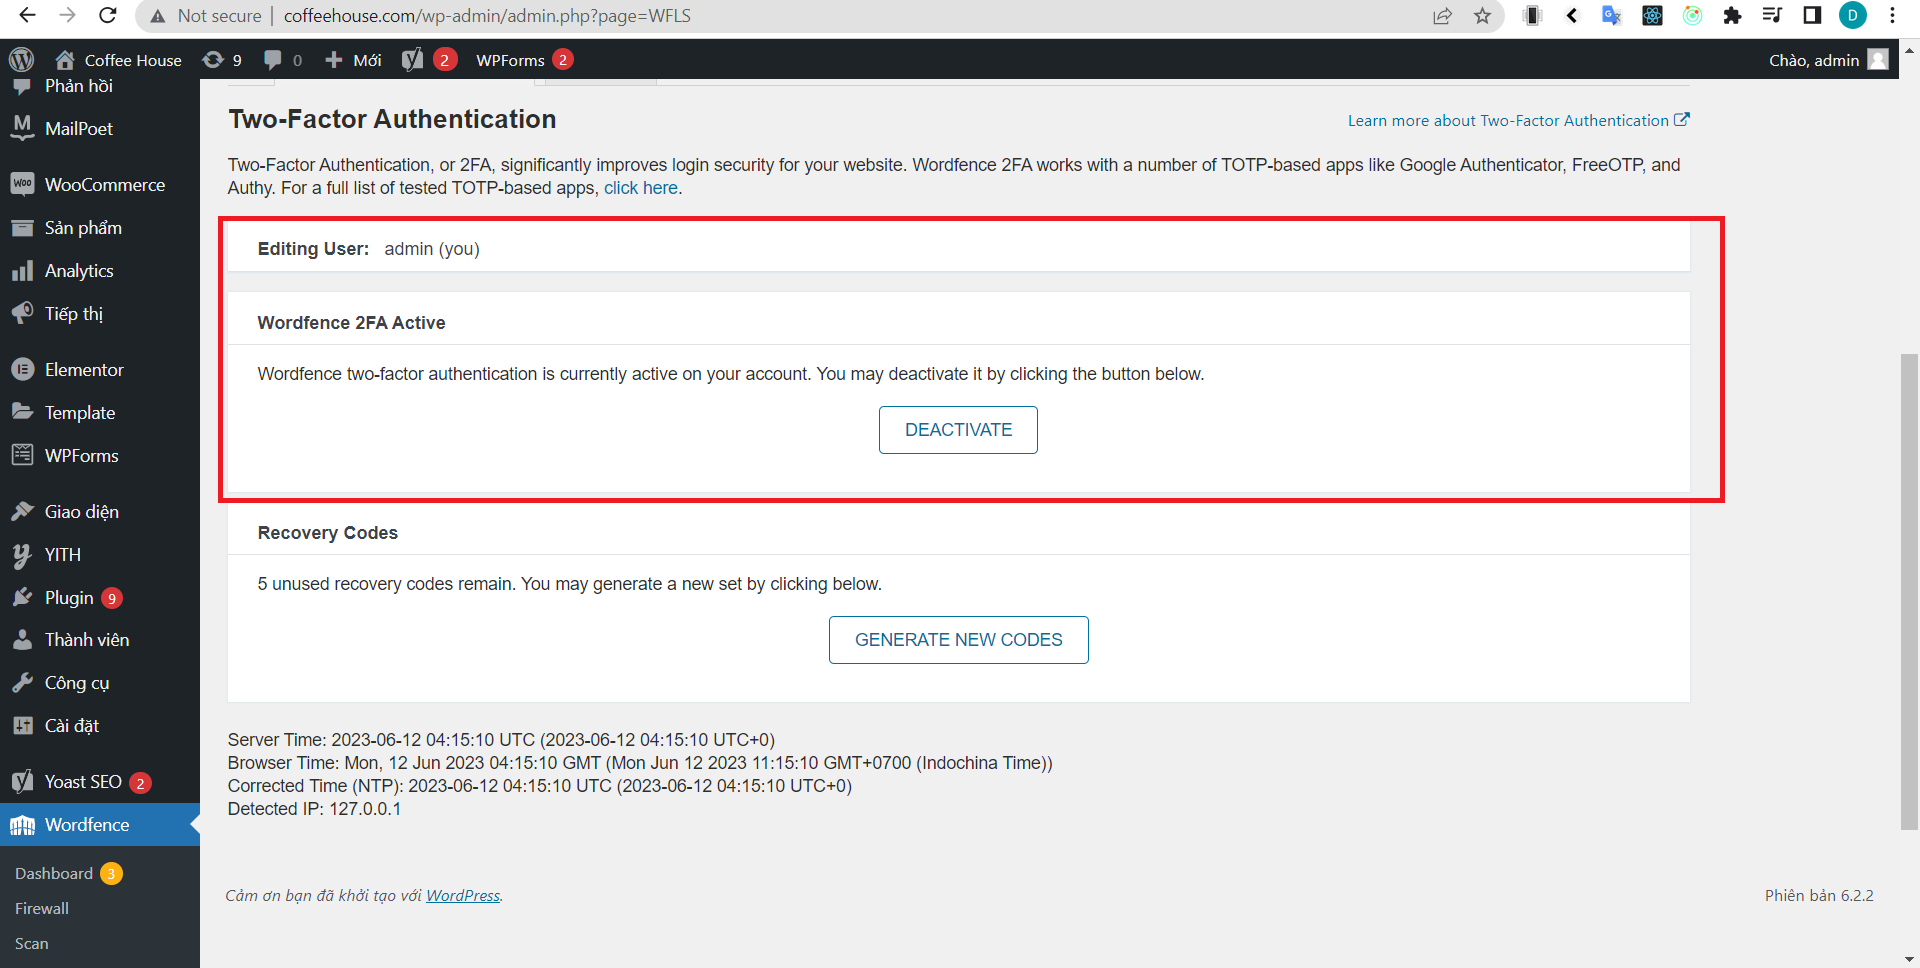 Not secure
coffeehouse.com/wp-admin/admin.php?page=WFLS
D
Coffee House
9
0
Mới
2
WPForms
2
Chào, admin
Phản hồi
MailPoet
WooCommerce
Sản phẩm
Analytics
Tiếp thị
Elementor
Template
WPForms
Giao diện
YITH
Plugin 9
Thành viên
Công cụ
Cài đặt
Yoast SEO 2
Wordfence
Dashboard 3
Firewall
Scan
Two-Factor Authentication
Learn more about Two-Factor Authentication
Two-Factor Authentication, or 2FA, significantly improves login security for your website. Wordfence 2FA works with a number of TOTP-based apps like Google Authenticator, FreeOTP, and
Authy. For a full list of tested TOTP-based apps, click here.
Editing User: admin (you)
Wordfence 2FA Active
Wordfence two-factor authentication is currently active on your account. You may deactivate it by clicking the button below.
DEACTIVATE
Recovery Codes
5 unused recovery codes remain. You may generate a new set by clicking below.
GENERATE NEW CODES
Server Time: 2023-06-12 04:15:10 UTC (2023-06-12 04:15:10 UTC+0)
Browser Time: Mon, 12 Jun 2023 04:15:10 GMT (Mon Jun 12 2023 11:15:10 GMT+0700 (Indochina Time))
Corrected Time (NTP): 2023-06-12 04:15:10 UTC (2023-06-12 04:15:10 UTC+0)
Detected IP: 127.0.0.1
Cảm ơn bạn đã khởi tạo với WordPress.
Phiên bản 6.2.2